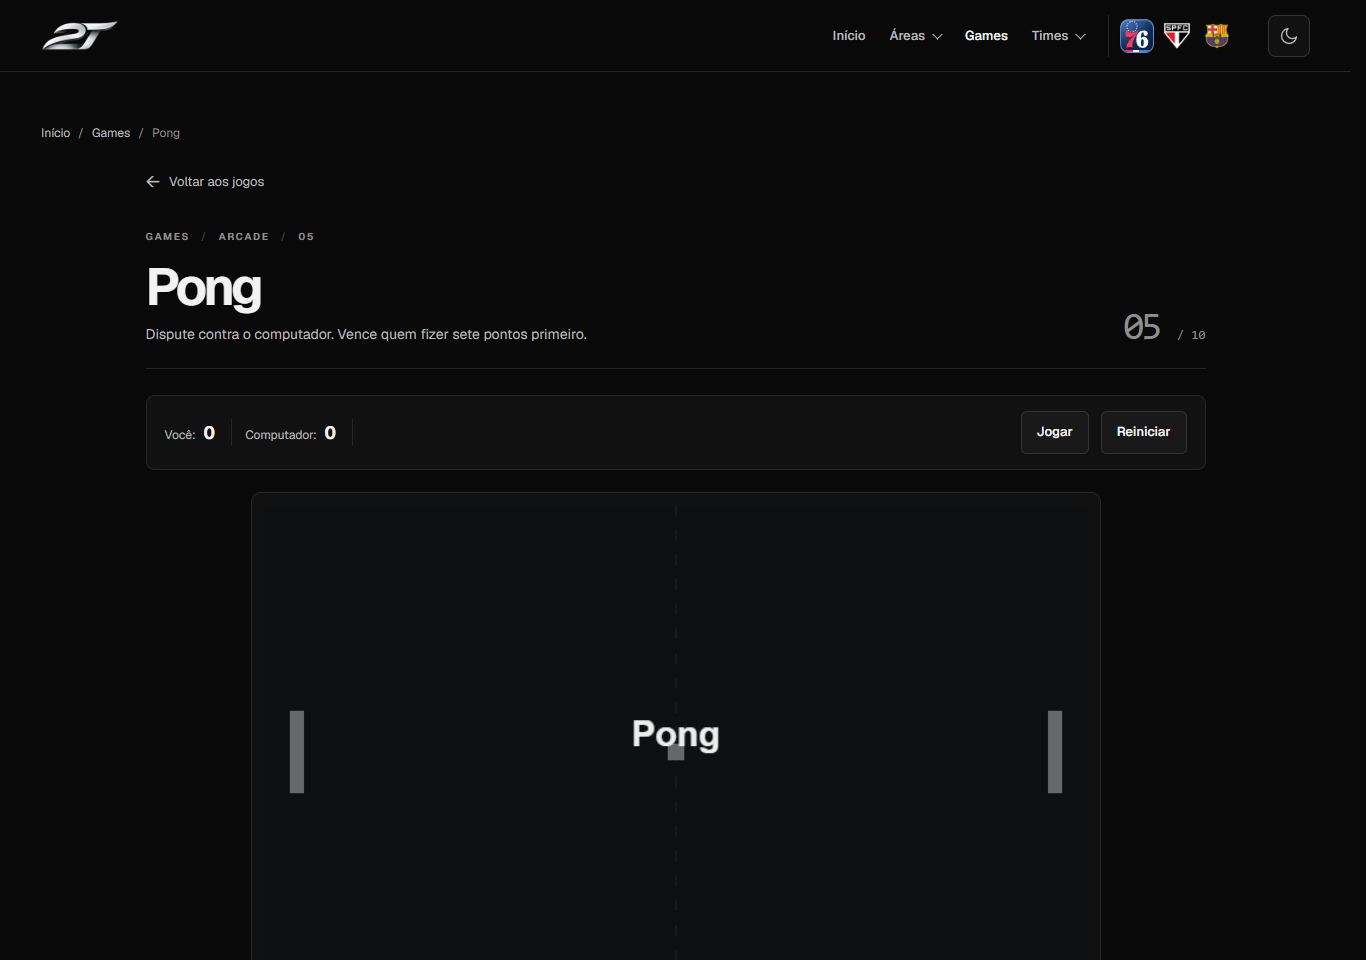 2T
Início Áreas Games Times 76 SPFC
Início / Games / Pong
Voltar aos jogos
GAMES / ARCADE / 05
Pong
Dispute contra o computador. Vence quem fizer sete pontos primeiro.
05 / 10
Você: 0 Computador: 0 Jogar Reiniciar
Pong